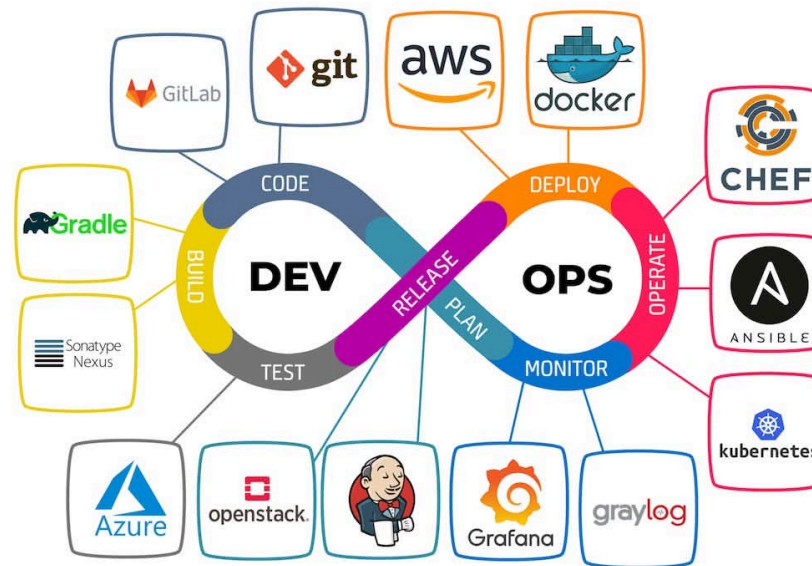 GitLab
git
aws
docker
CHEF
Gradle
CODE
DEPLOY
BUILD
DEV
RELEASE
PLAN
OPS
OPERATE
ANSIBLE
Sonatype
Nexus
TEST
MONITOR
kubernetes
Azure
openstack.
Grafana
graylog